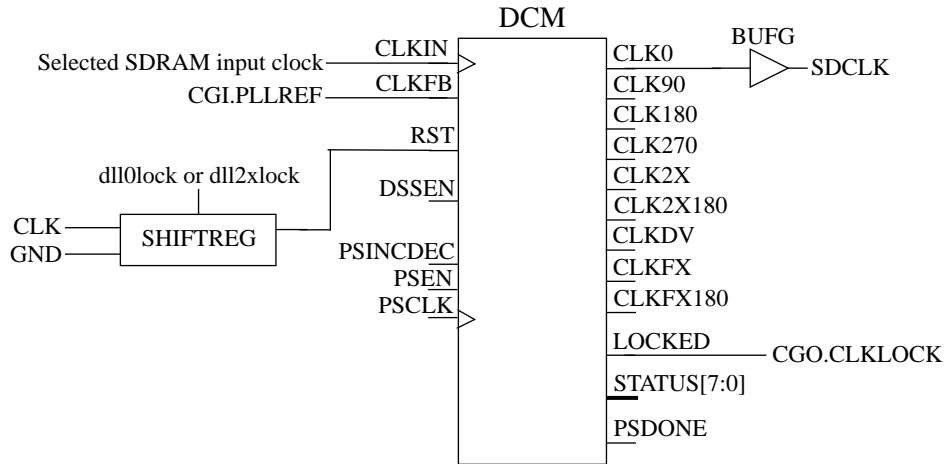 DCM
CLKIN
Selected SDRAM input clock
CLKFB
CGI.PLLREF
RST
dll0lock or dll2xlock
DSSEN
CLK
SHIFTREG
GND
PSINCDEC
PSEN
PSCLK
CLK0
BUFG
SDCLK
CLK90
CLK180
CLK270
CLK2X
CLK2X180
CLKDV
CLKFX
CLKFX180
LOCKED
CGO.CLKLOCK
STATUS[7:0]
PSDONE